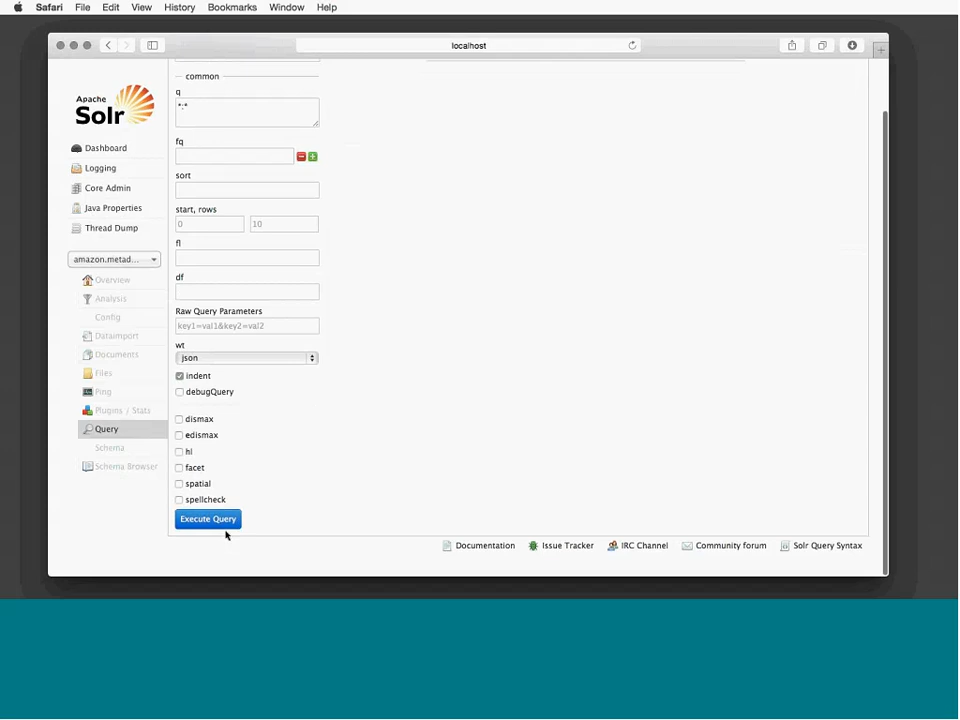 Safari File Edit View History Bookmarks Window Help
localhost
Apache
Solr
Dashboard
Logging
Core Admin
Java Properties
Thread Dump
amazon.metad...
Overview
Analysis
Config
Dataimport
Documents
Files
Ping
Plugins / Stats
Query
Schema
Schema Browser
common
q
*:*
fq
sort
start, rows
0 10
fl
df
Raw Query Parameters
key1=val1&key2=val2
wt
json
indent
debugQuery
dismax
edismax
hl
facet
spatial
spellcheck
Execute Query
Documentation Issue Tracker IRC Channel Community forum Solr Query Syntax